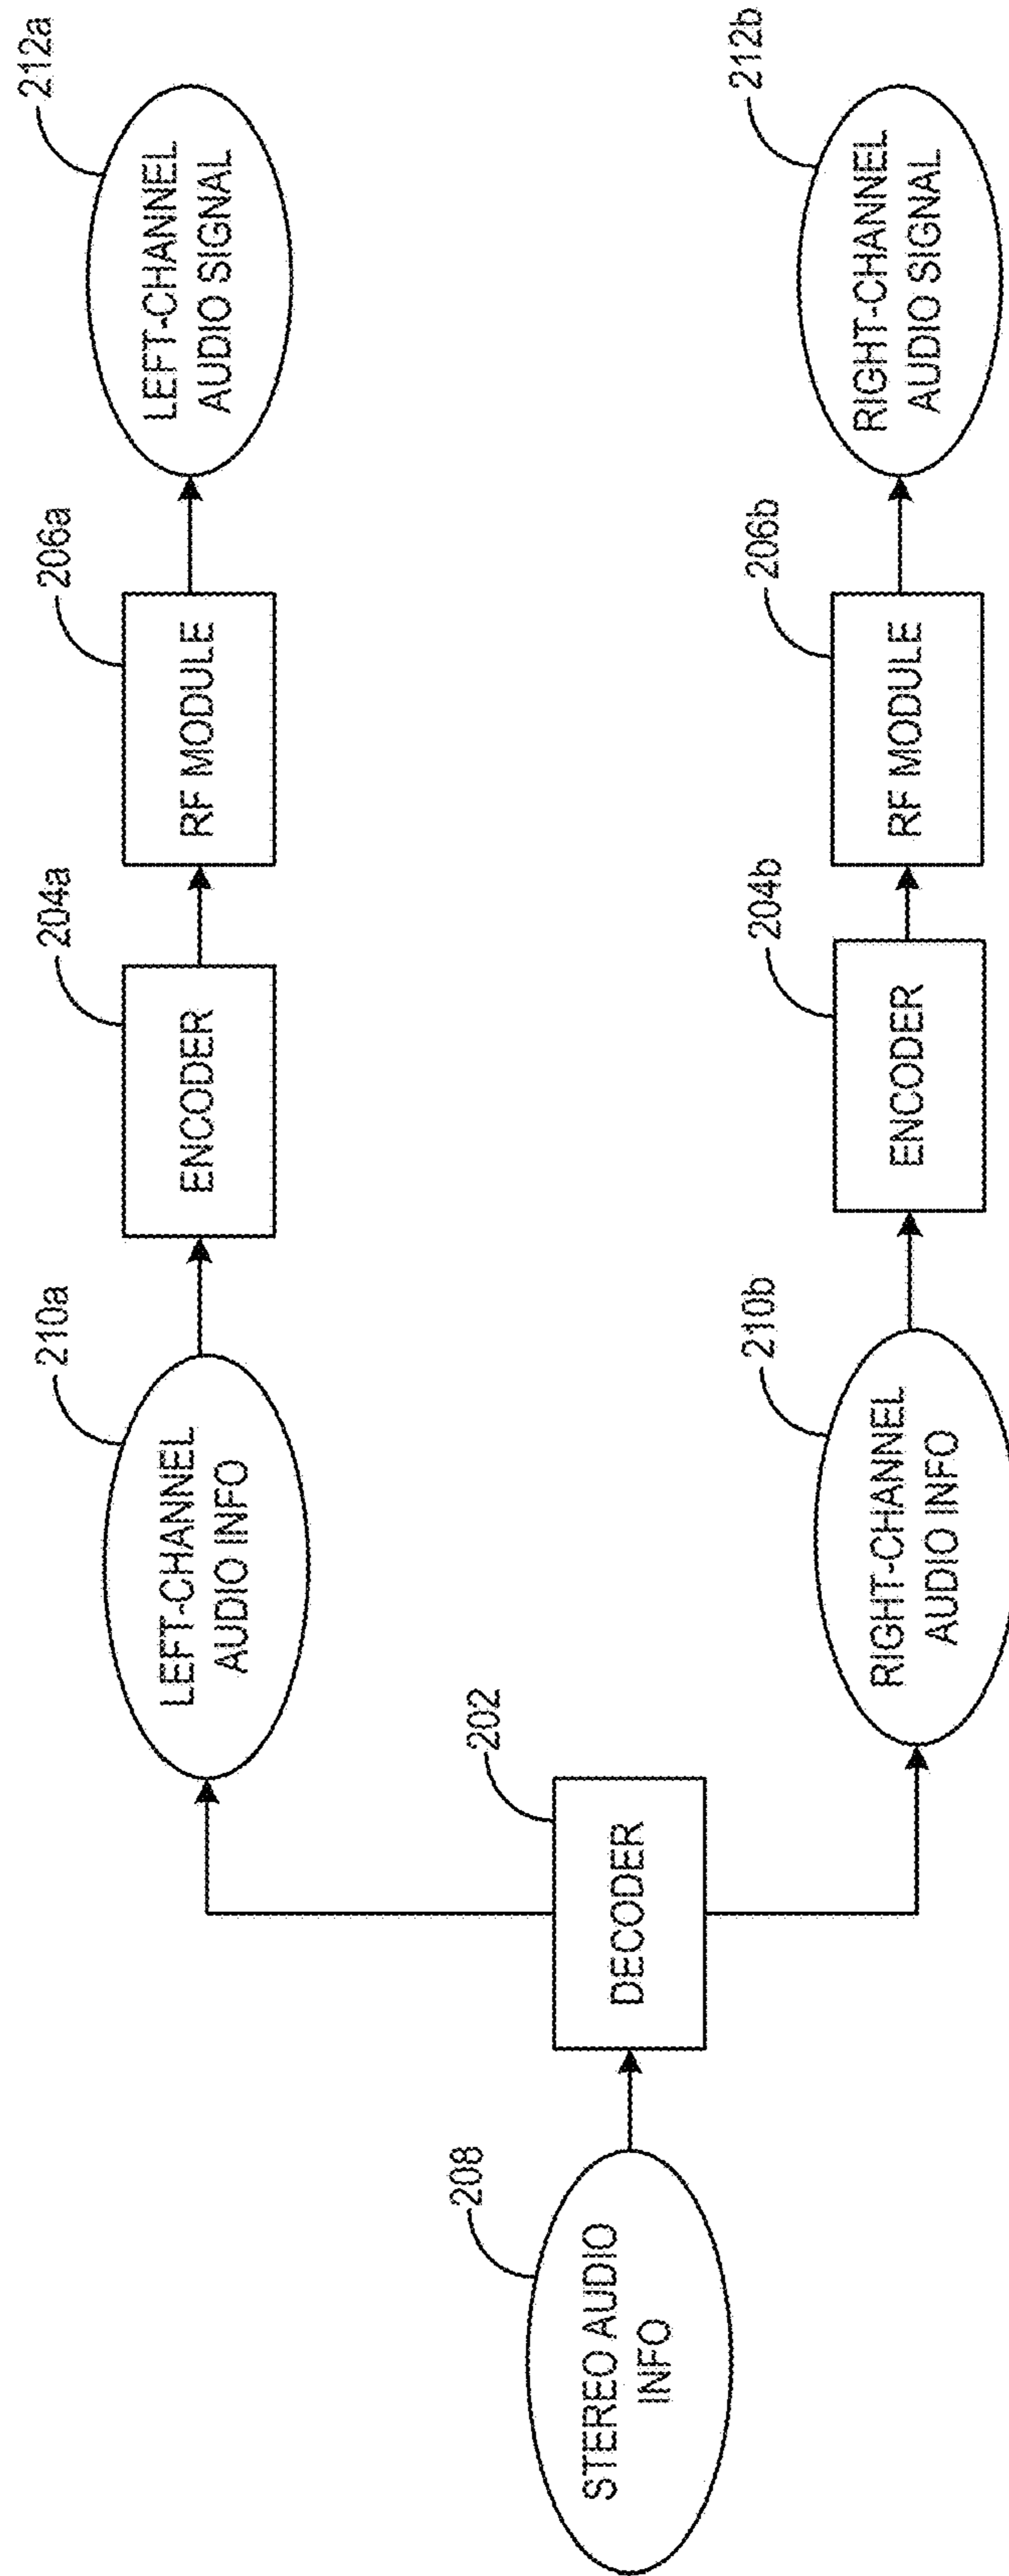 208
STEREO AUDIO
INFO
202
DECODER
210a
LEFT-CHANNEL
AUDIO INFO
204a
ENCODER
206a
RF MODULE
212a
LEFT-CHANNEL
AUDIO SIGNAL
210b
RIGHT-CHANNEL
AUDIO INFO
204b
ENCODER
206b
RF MODULE
212b
RIGHT-CHANNEL
AUDIO SIGNAL